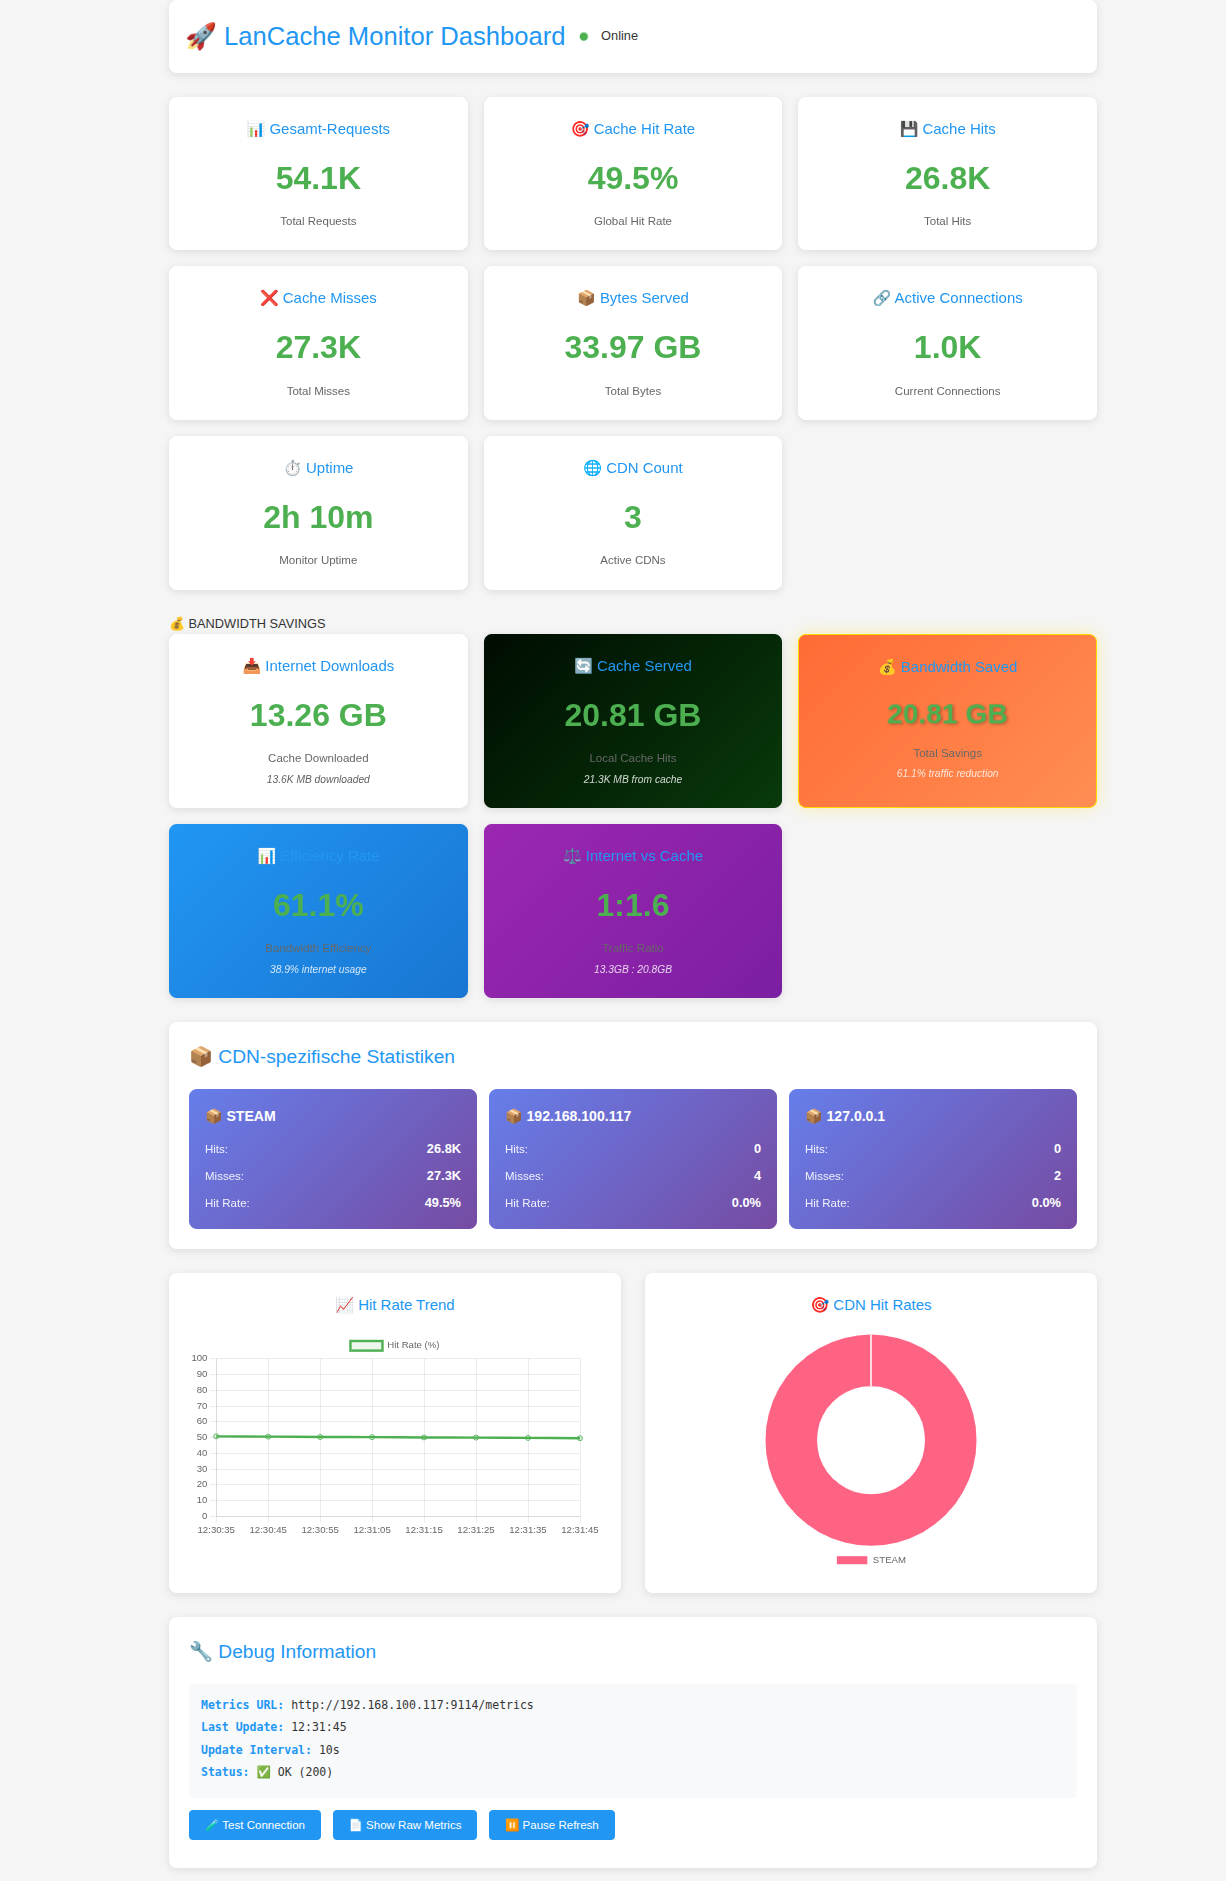 🚀 LanCache Monitor Dashboard ● Online
📊 Gesamt-Requests
54.1K
Total Requests
🎯 Cache Hit Rate
49.5%
Global Hit Rate
💾 Cache Hits
26.8K
Total Hits
❌ Cache Misses
27.3K
Total Misses
📦 Bytes Served
33.97 GB
Total Bytes
🔗 Active Connections
1.0K
Current Connections
⏱️ Uptime
2h 10m
Monitor Uptime
🌐 CDN Count
3
Active CDNs
💰 BANDWIDTH SAVINGS
📥 Internet Downloads
13.26 GB
Cache Downloaded
13.6K MB downloaded
🔄 Cache Served
20.81 GB
Local Cache Hits
21.3K MB from cache
💰 Bandwidth Saved
20.81 GB
Total Savings
61.1% traffic reduction
📊 Efficiency Rate
61.1%
Bandwidth Efficiency
38.9% internet usage
⚖️ Internet vs Cache
1:1.6
Traffic Ratio
13.3GB : 20.8GB
📦 CDN-spezifische Statistiken
📦 STEAM
Hits: 26.8K
Misses: 27.3K
Hit Rate: 49.5%
📦 192.168.100.117
Hits: 0
Misses: 4
Hit Rate: 0.0%
📦 127.0.0.1
Hits: 0
Misses: 2
Hit Rate: 0.0%
📈 Hit Rate Trend
Hit Rate (%)
100
90
80
70
60
50
40
30
20
10
0
12:30:35 12:30:45 12:30:55 12:31:05 12:31:15 12:31:25 12:31:35 12:31:45
🎯 CDN Hit Rates
STEAM
🔧 Debug Information
Metrics URL: http://192.168.100.117:9114/metrics
Last Update: 12:31:45
Update Interval: 10s
Status: ✅ OK (200)
🧪 Test Connection 📄 Show Raw Metrics ⏸️ Pause Refresh